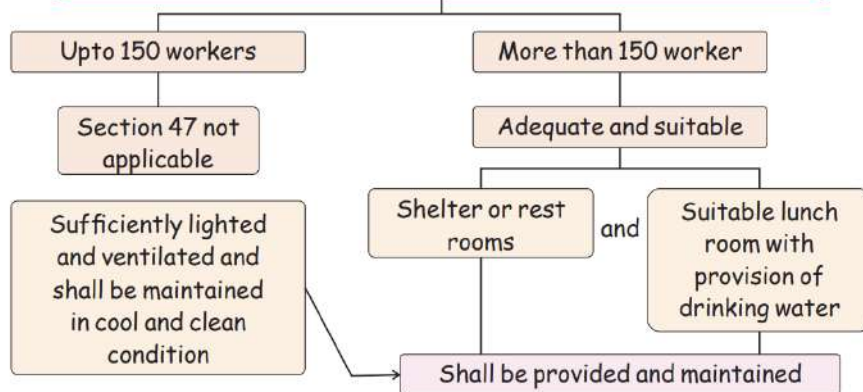 Upto 150 workers
More than 150 worker
Section 47 not
applicable
Adequate and suitable
Shelter or rest
rooms
and
Suitable lunch
room with
provision of
drinking water
Sufficiently lighted
and ventilated and
shall be maintained
in cool and clean
condition
Shall be provided and maintained